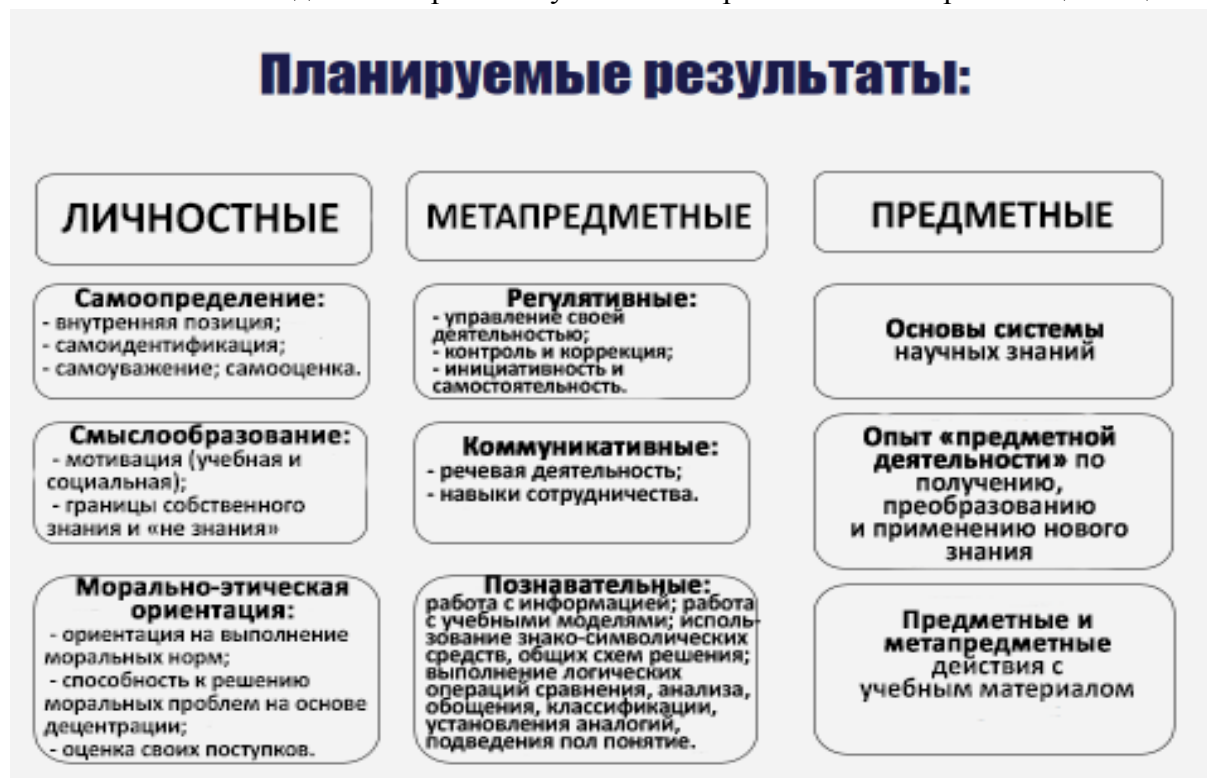 Планируемые результаты:
ЛИЧНОСТНЫЕ
Самоопределение:
- внутренняя позиция;
- самоидентификация;
- самоуважение; самооценка.
Смыслообразование:
- мотивация (учебная и
социальная);
- границы собственного
знания и «не знания»
Морально-этическая
ориентация:
- ориентация на выполнение
моральных норм;
- способность к решению
моральных проблем на основе
децентрации;
- оценка своих поступков.
МЕТАПРЕДМЕТНЫЕ
Регулятивные:
- управление своей
деятельностью;
- контроль и коррекция;
- инициативность и
самостоятельность.
Коммуникативные:
- речевая деятельность;
- навыки сотрудничества.
Познавательные:
работа с информацией; работа
с учебными моделями; исполь-
зование знако-символических
средств, общих схем решения;
выполнение логических
операций сравнения, анализа,
обощения, классификации,
установления аналогий,
подведения пол понятие.
ПРЕДМЕТНЫЕ
Основы системы
научных знаний
Опыт «предметной
деятельности» по
получению,
преобразованию
и применению нового
знания
Предметные и
метапредметные
действия с
учебным материалом